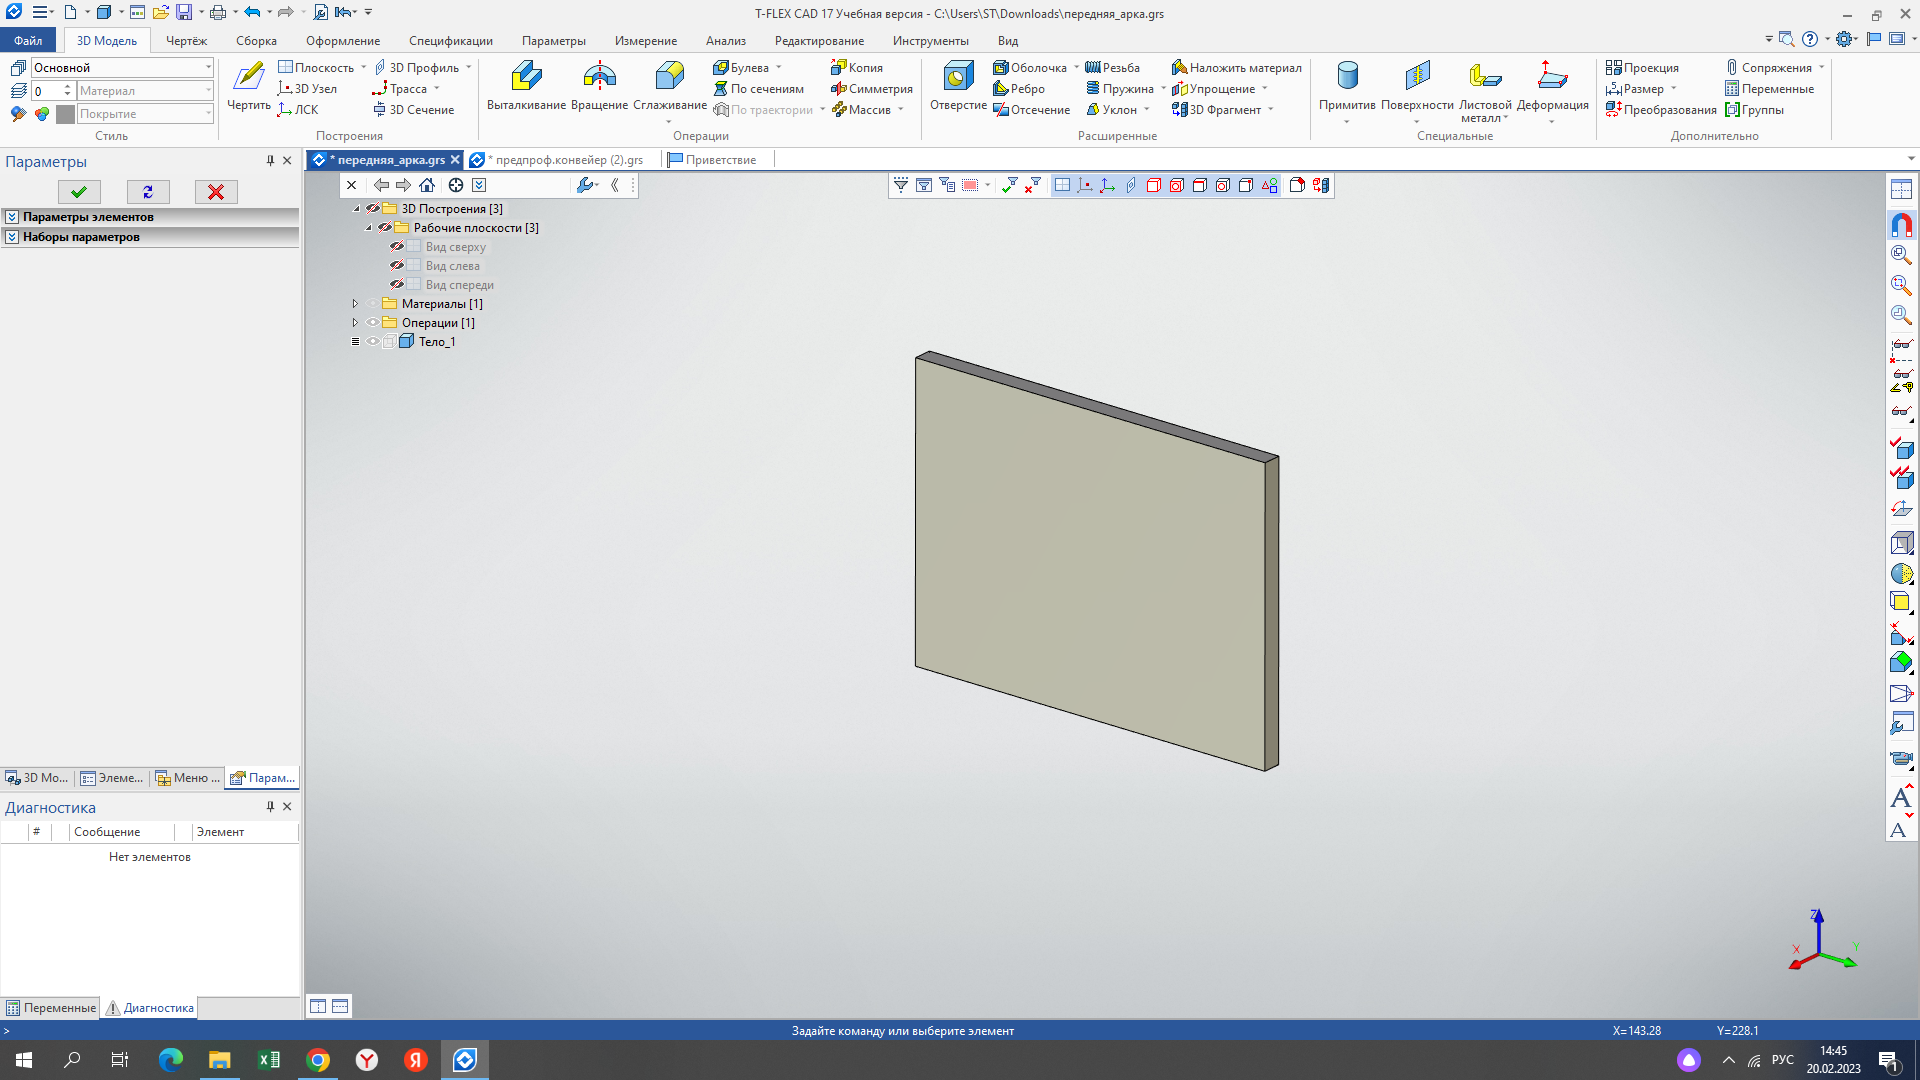 T-FLEX CAD 17 Учебная версия - C:\Users\ST\Downloads\передняя_арка.grs
Файл 3D Модель Чертёж Сборка Оформление Спецификации Параметры Измерение Анализ Редактирование Инструменты Вид
Основной
0 Материал
Покрытие
Стиль
Чертить
Плоскость
3D Узел
ЛСК
3D Профиль
Трасса
3D Сечение
Построения
Выталкивание Вращение Сглаживание
Булева
По сечениям
По траектории
Копия
Симметрия
Массив
Операции
Отверстие
Оболочка
Ребро
Отсечение
Резьба
Пружина
Уклон
Наложить материал
Упрощение
3D Фрагмент
Расширенные
Примитив Поверхности Листовой металл Деформация
Специальные
Проекция
Размер
Преобразования
Сопряжения
Переменные
Группы
Дополнительно
Параметры
Параметры элементов
Наборы параметров
* передняя_арка.grs
* предпроф.конвейер (2).grs
Приветствие
3D Построения [3]
Рабочие плоскости [3]
Вид сверху
Вид слева
Вид спереди
Материалы [1]
Операции [1]
Тело_1
3D Мо... Элеме... Меню ... Парам...
Диагностика
# Сообщение Элемент
Нет элементов
Переменные Диагностика
Z
X
Y
A
A
> Задайте команду или выберите элемент X=143.28 Y=228.1
РУС
14:45
20.02.2023
1